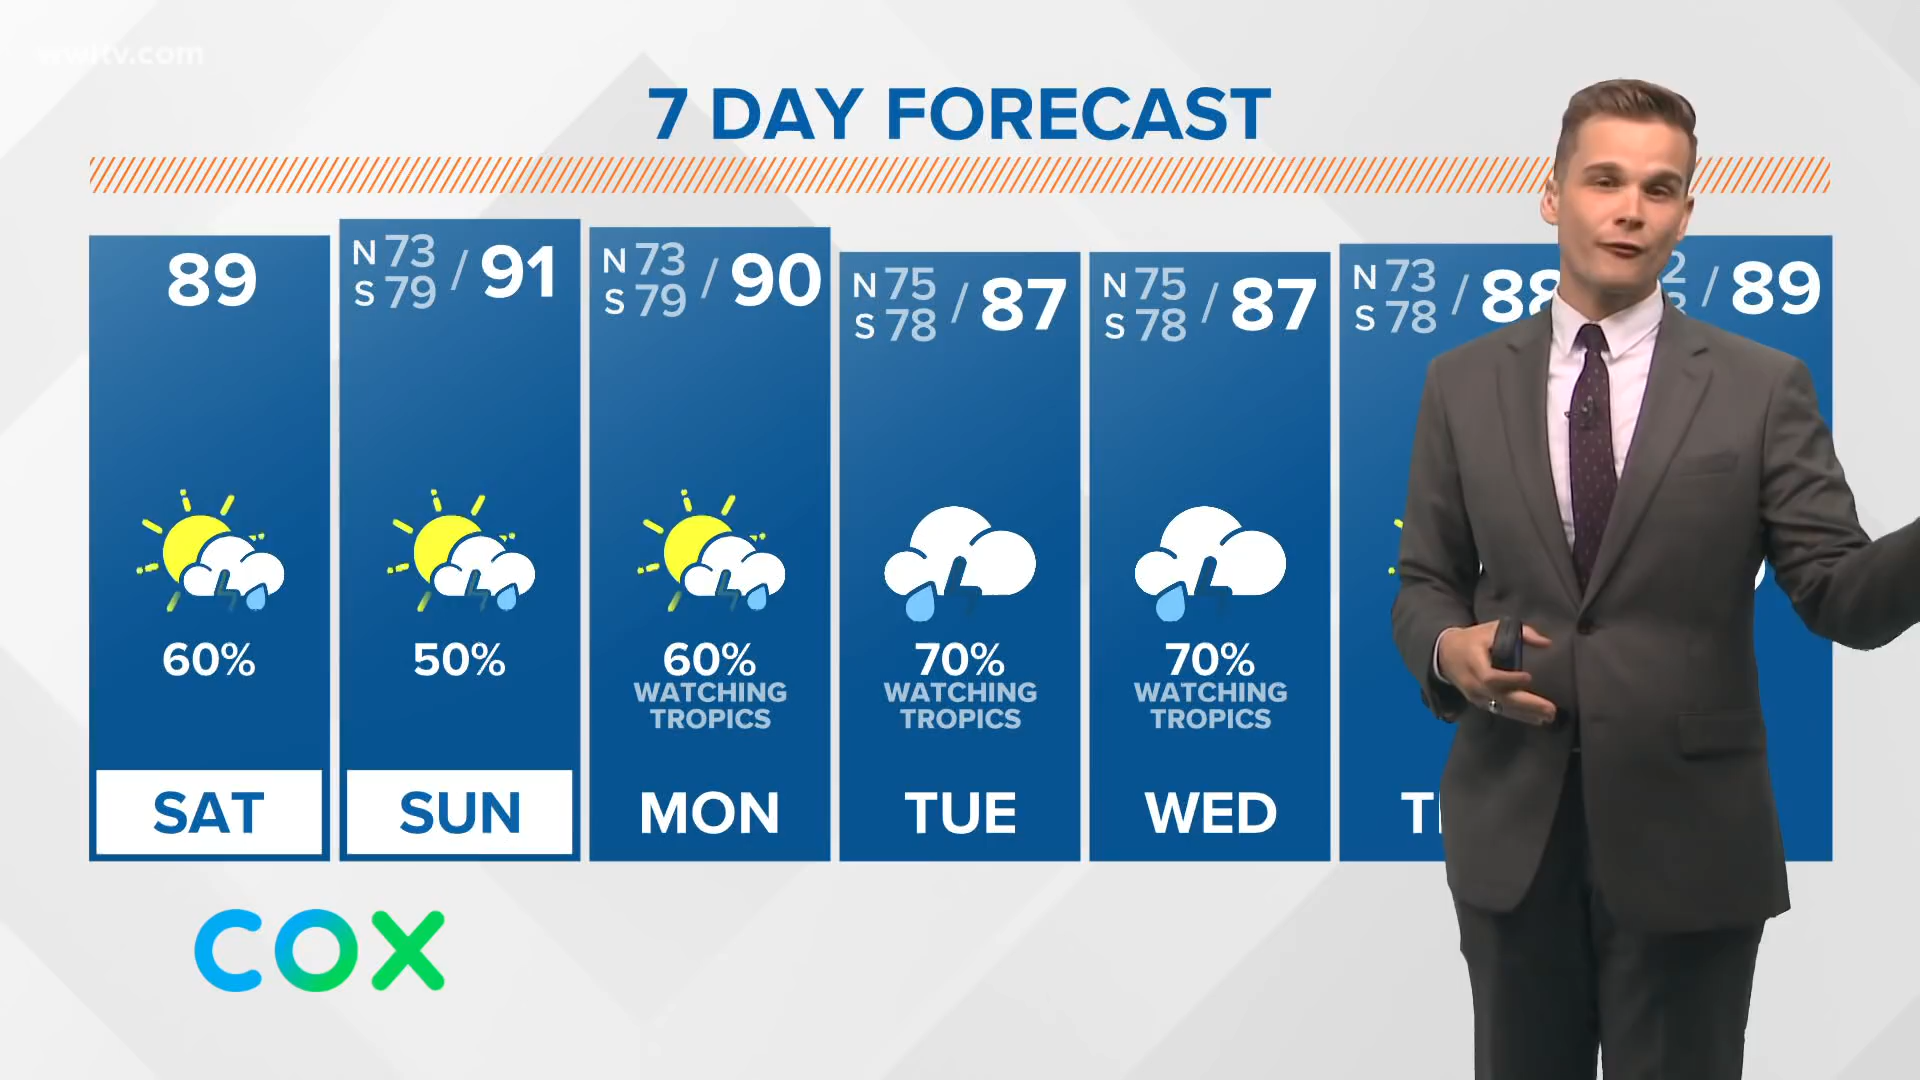 wwltv.com
7 DAY FORECAST
89
N 73
S 79
/ 91
N 73
S 79
/ 90
N 75
S 78
/ 87
N 75
S 78
/ 87
N 73
S 78
/ 88
/ 89
60%
50%
60%
WATCHING
TROPICS
70%
WATCHING
TROPICS
70%
WATCHING
TROPICS
SAT
SUN
MON
TUE
WED
COX